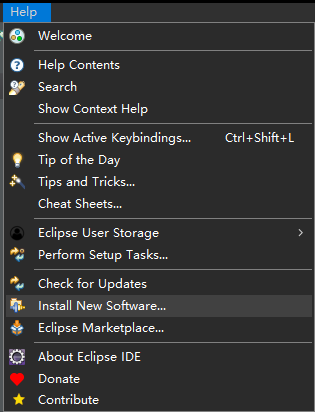 Help
Welcome
Help Contents
Search
Show Context Help
Show Active Keybindings... Ctrl+Shift+L
Tip of the Day
Tips and Tricks...
Cheat Sheets...
Eclipse User Storage
Perform Setup Tasks...
Check for Updates
Install New Software...
Eclipse Marketplace...
About Eclipse IDE
Donate
Contribute